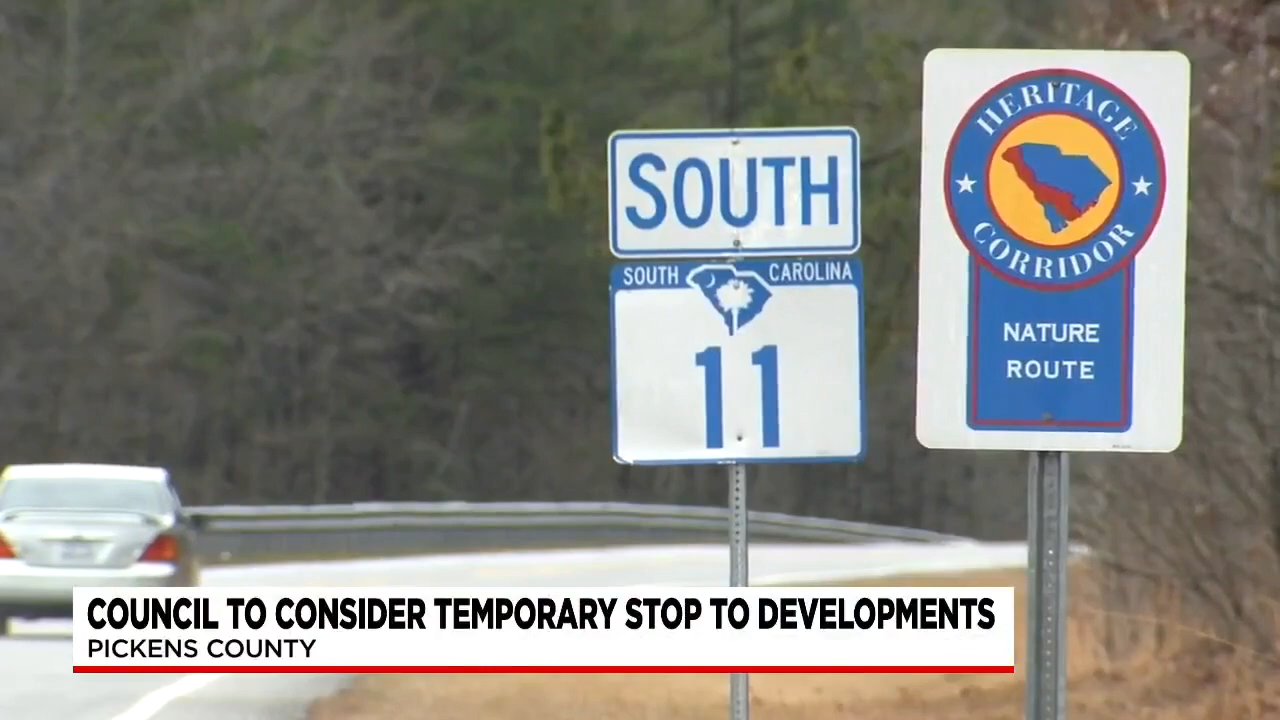 SOUTH
SOUTH CAROLINA
11
HERITAGE
CORRIDOR
NATURE
ROUTE
COUNCIL TO CONSIDER TEMPORARY STOP TO DEVELOPMENTS
PICKENS COUNTY